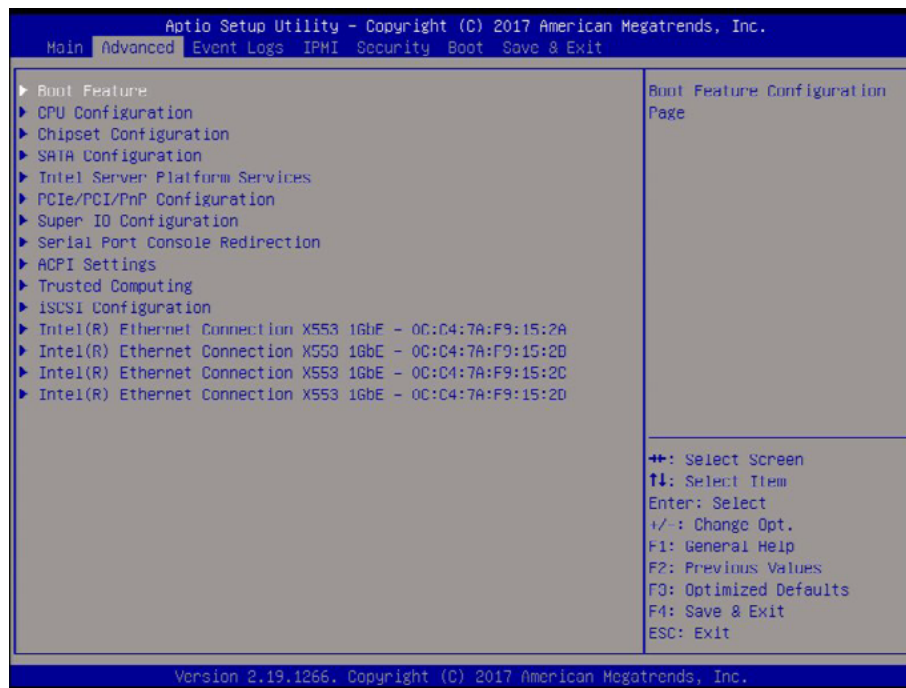 Aptio Setup Utility – Copyright (C) 2017 American Megatrends, Inc.
Main Advanced Event Logs IPMI Security Boot Save & Exit
▶ Boot Feature
▶ CPU Configuration
▶ Chipset Configuration
▶ SATA Configuration
▶ Intel Server Platform Services
▶ PCIe/PCI/PnP Configuration
▶ Super IO Configuration
▶ Serial Port Console Redirection
▶ ACPI Settings
▶ Trusted Computing
▶ iSCSI Configuration
▶ Intel(R) Ethernet Connection X553 1GbE – 0C:C4:7A:F9:15:2A
▶ Intel(R) Ethernet Connection X553 1GbE – 0C:C4:7A:F9:15:2B
▶ Intel(R) Ethernet Connection X553 1GbE – 0C:C4:7A:F9:15:2C
▶ Intel(R) Ethernet Connection X553 1GbE – 0C:C4:7A:F9:15:2D
Boot Feature Configuration
Page
→←: Select Screen
↑↓: Select Item
Enter: Select
+/-: Change Opt.
F1: General Help
F2: Previous Values
F3: Optimized Defaults
F4: Save & Exit
ESC: Exit
Version 2.19.1266. Copyright (C) 2017 American Megatrends, Inc.